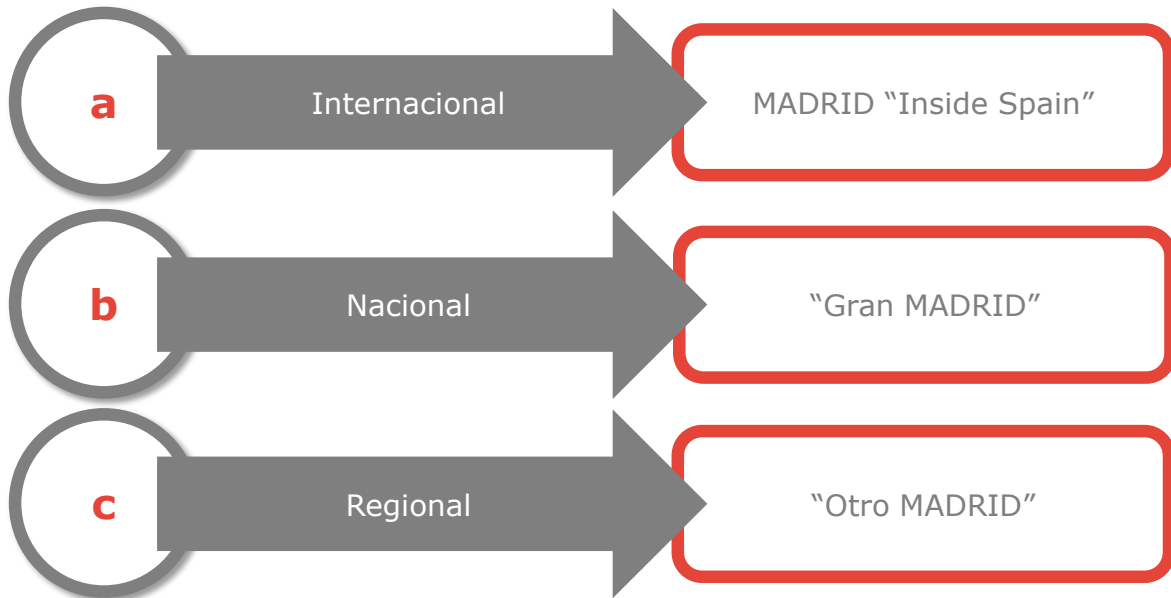 a
Internacional
MADRID “Inside Spain”
b
Nacional
“Gran MADRID”
c
Regional
“Otro MADRID”